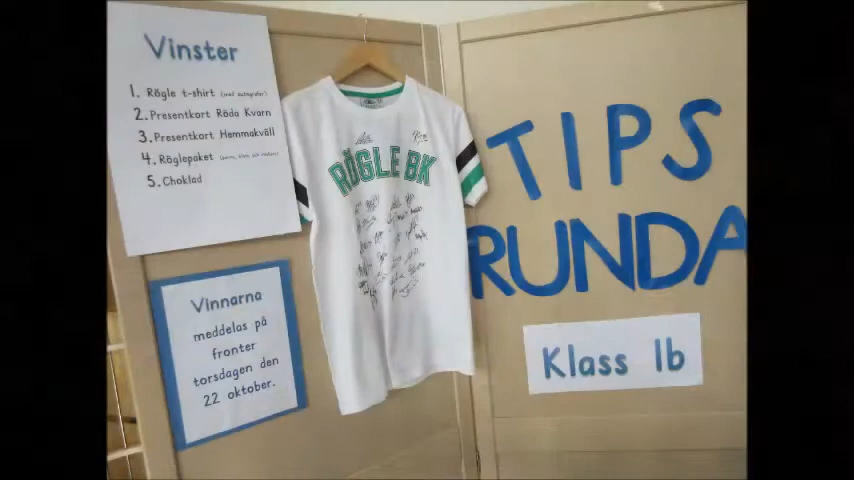 Vinster
1. Rögle t-shirt (med autografer)
2. Presentkort Röda Kvarn
3. Presentkort Hemmakväll
4. Röglepaket
5. Choklad
Vinnarna
meddelas på
fronter
torsdagen den
22 oktober.
RÖGLE BK
TIPS
RUNDA
Klass 1b